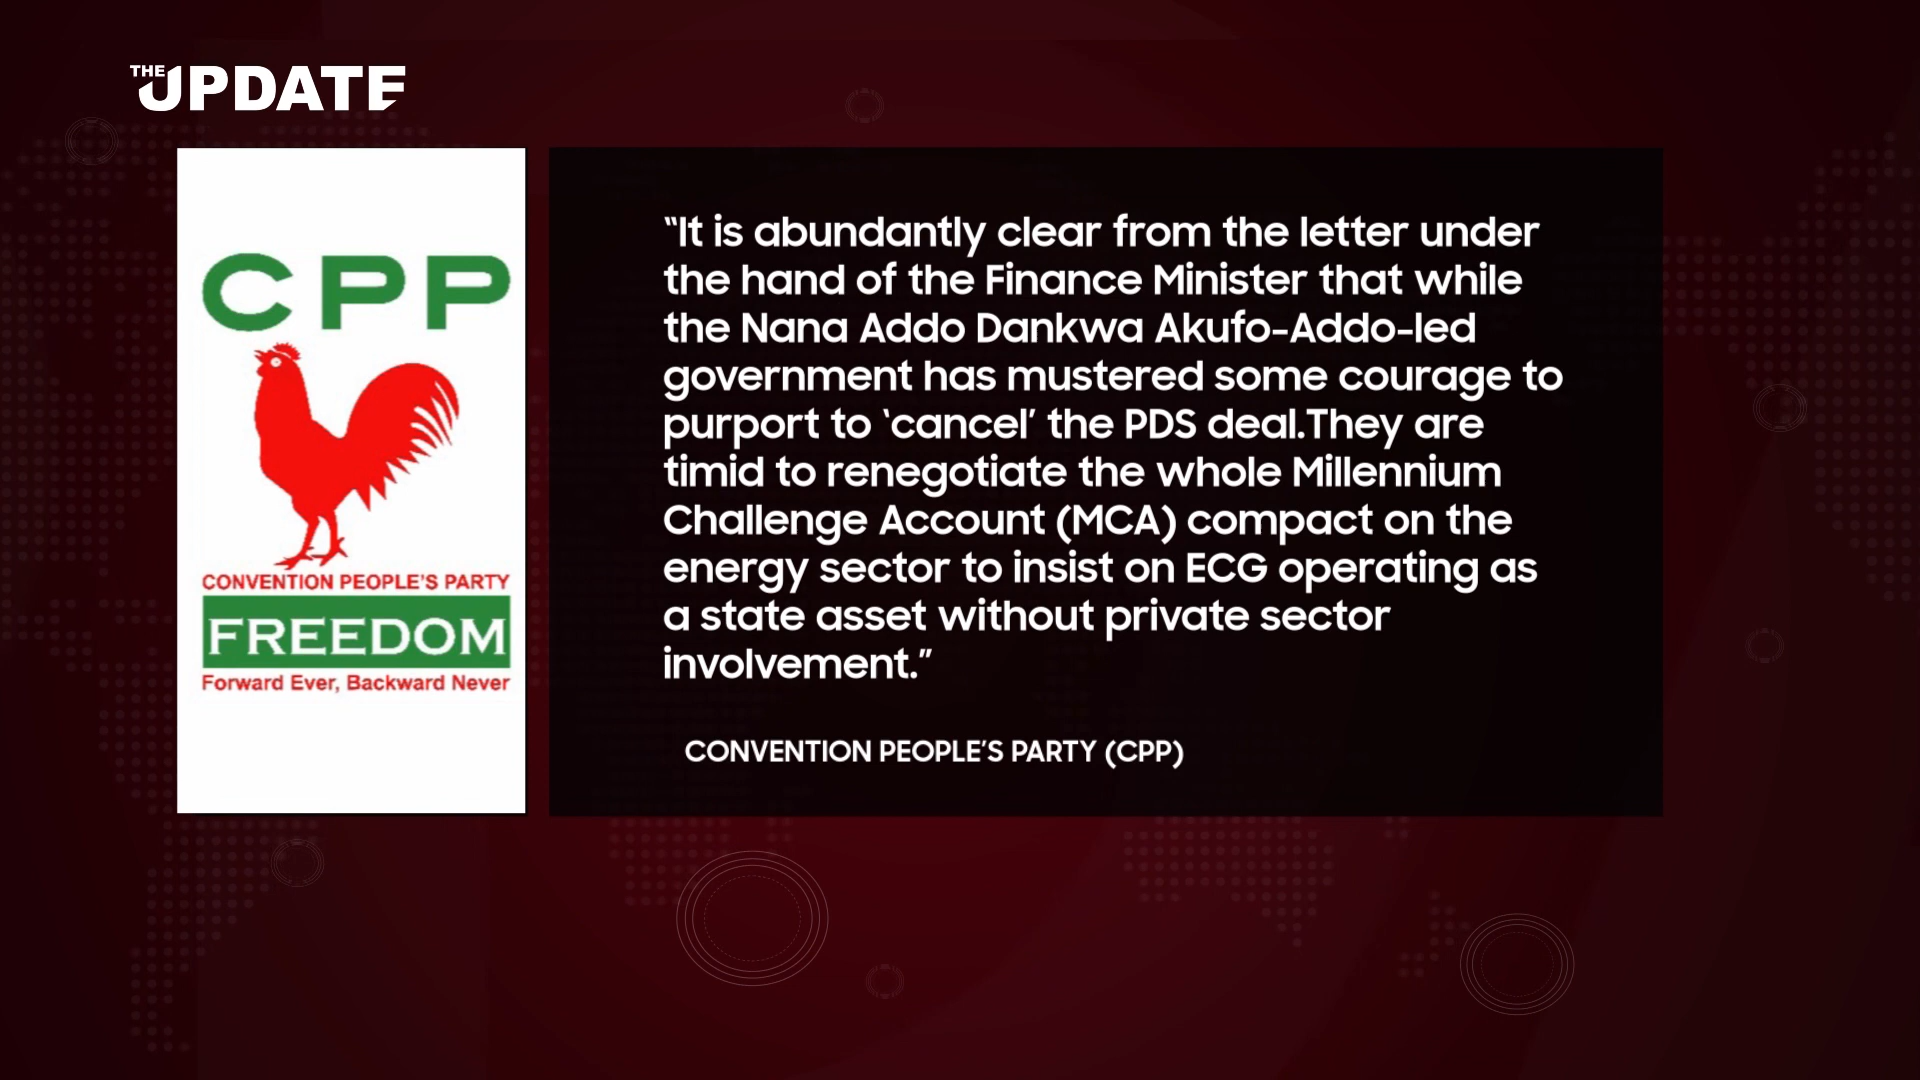 THE UPDATE
CPP
CONVENTION PEOPLE'S PARTY
FREEDOM
Forward Ever, Backward Never
“It is abundantly clear from the letter under
the hand of the Finance Minister that while
the Nana Addo Dankwa Akufo-Addo-led
government has mustered some courage to
purport to ‘cancel’ the PDS deal.They are
timid to renegotiate the whole Millennium
Challenge Account (MCA) compact on the
energy sector to insist on ECG operating as
a state asset without private sector
involvement.”
CONVENTION PEOPLE’S PARTY (CPP)